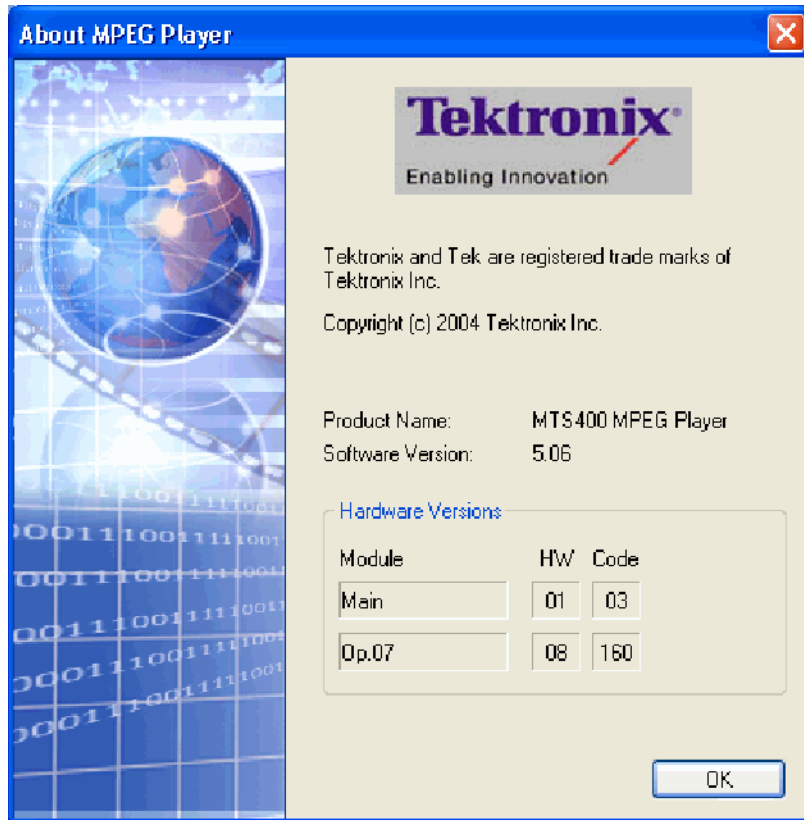 About MPEG Player
Tektronix®
Enabling Innovation
Tektronix and Tek are registered trade marks of
Tektronix Inc.
Copyright (c) 2004 Tektronix Inc.
Product Name: MTS400 MPEG Player
Software Version: 5.06
Hardware Versions
Module HW Code
Main 01 03
Op.07 08 160
OK